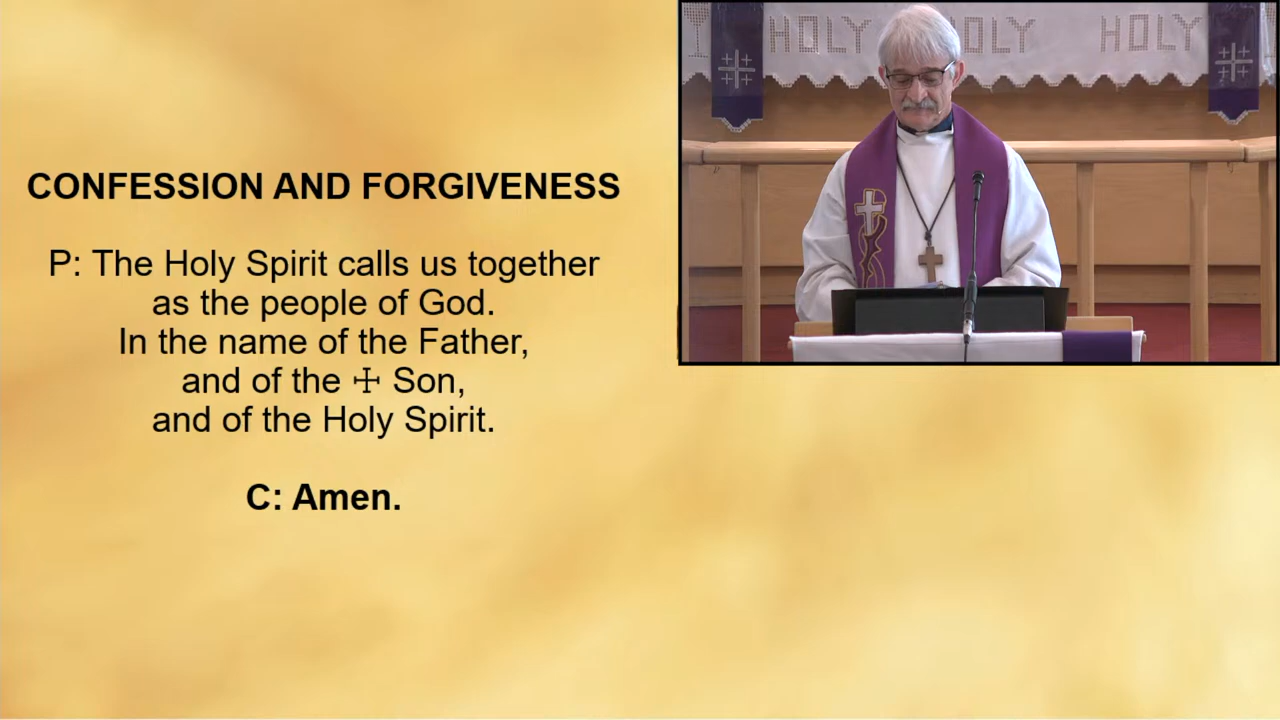 CONFESSION AND FORGIVENESS
P: The Holy Spirit calls us together
as the people of God.
In the name of the Father,
and of the ☩ Son,
and of the Holy Spirit.
C: Amen.
HOLY HOLY HOLY